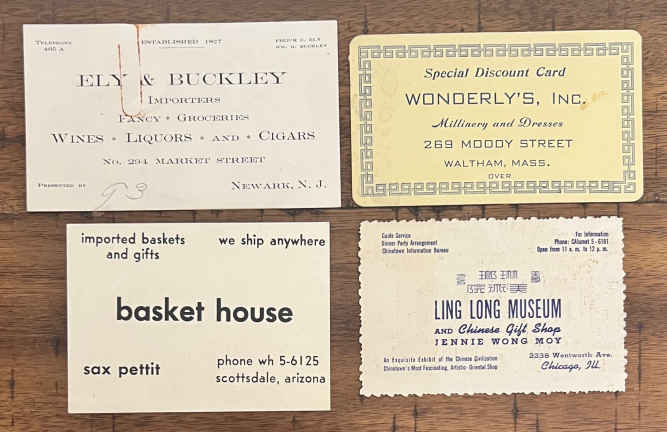 TELEPHONE
405 A
ESTABLISHED 1827
FRED'K C. ELY
WM. G. BUCKLEY
ELY & BUCKLEY
IMPORTERS
FANCY • GROCERIES
WINES • LIQUORS • AND • CIGARS
NO. 294 MARKET STREET
PRESENTED BY
NEWARK, N. J.
Special Discount Card
WONDERLY'S, INC.
Millinery and Dresses
269 MOODY STREET
WALTHAM, MASS.
OVER
imported baskets
and gifts
we ship anywhere
basket house
sax pettit
phone wh 5-6125
scottsdale, arizona
Guide Service
Dinner Party Arrangement
Chinatown Information Bureau
For Information
Phone: CAlumet 5-6181
Open from 11 a. m. to 12 p. m.
LING LONG MUSEUM
AND Chinese Gift Shop
JENNIE WONG MOY
An Exquisite Exhibit of the Chinese Civilization
Chinatown's Most Fascinating, Artistic Oriental Shop
2238 Wentworth Ave.
Chicago, Ill.